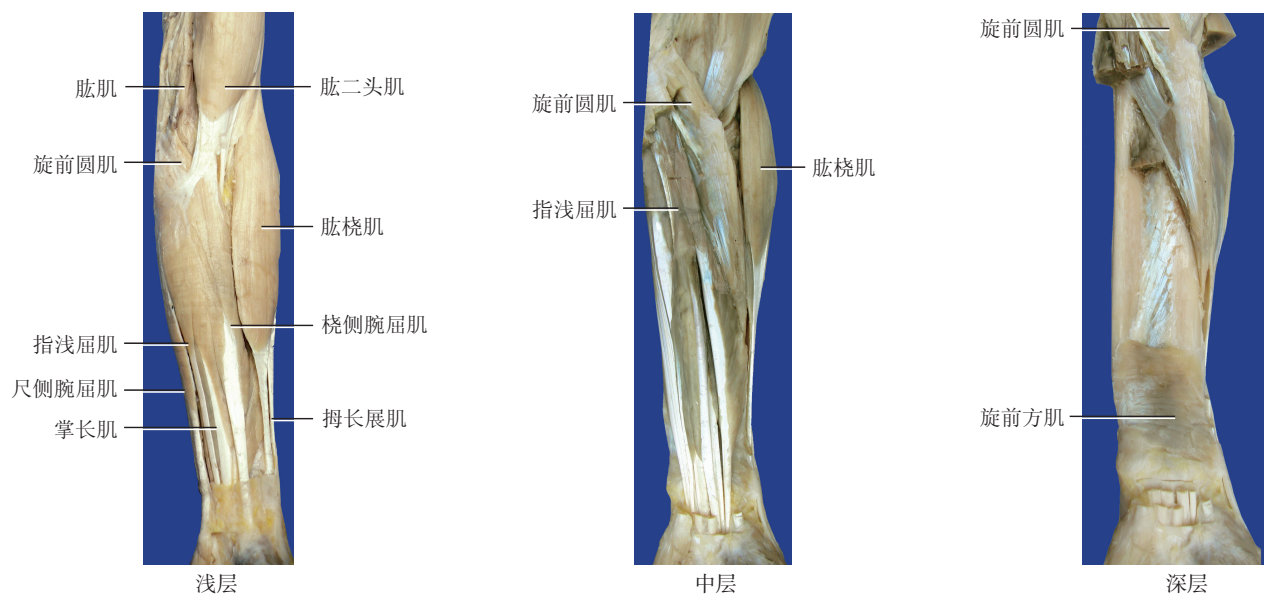 肱肌
肱二头肌
旋前圆肌
肱桡肌
桡侧腕屈肌
指浅屈肌
尺侧腕屈肌
掌长肌
拇长展肌
浅层
旋前圆肌
肱桡肌
指浅屈肌
中层
旋前圆肌
旋前方肌
深层